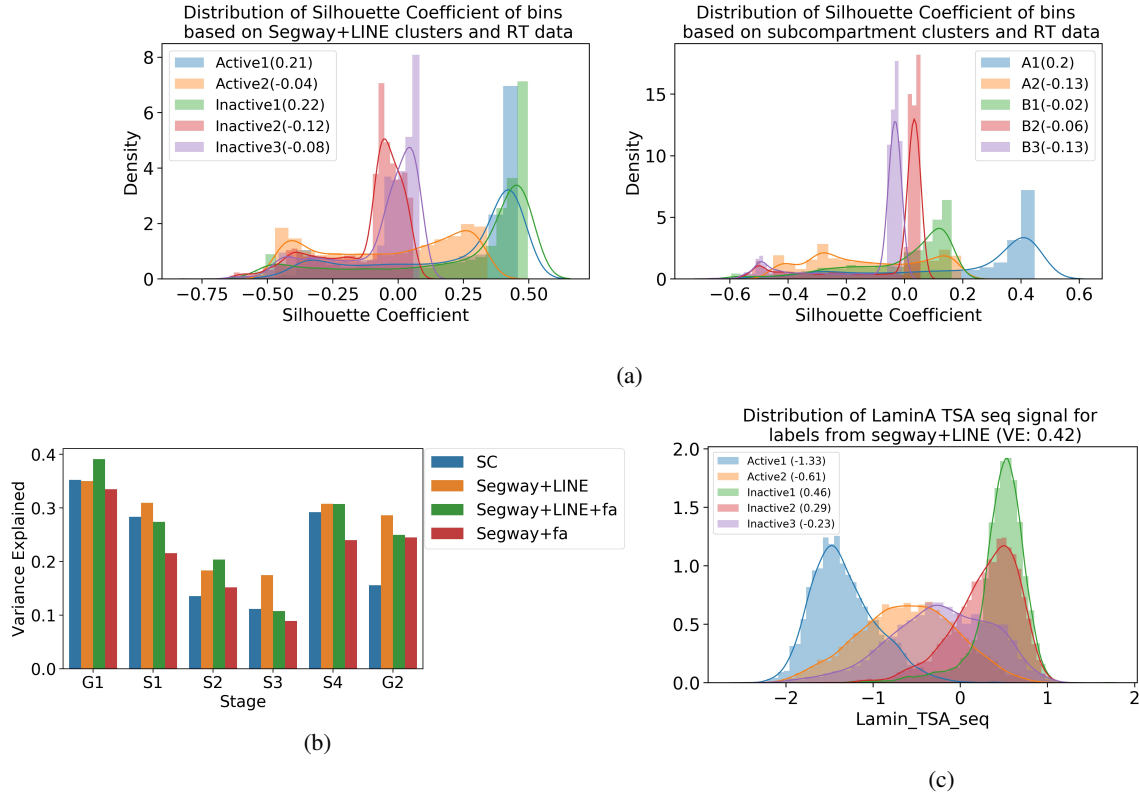 Distribution of Silhouette Coefficient of bins
based on Segway+LINE clusters and RT data
Active1(0.21)
Active2(-0.04)
Inactive1(0.22)
Inactive2(-0.12)
Inactive3(-0.08)
Density
8
6
4
2
0
−0.75
−0.50
−0.25
0.00
0.25
0.50
Silhouette Coefficient
Distribution of Silhouette Coefficient of bins
based on subcompartment clusters and RT data
A1(0.2)
A2(-0.13)
B1(-0.02)
B2(-0.06)
B3(-0.13)
Density
15
10
5
0
−0.6
−0.4
−0.2
0.0
0.2
0.4
0.6
Silhouette Coefficient
(a)
Variance Explained
0.4
0.3
0.2
0.1
0.0
G1
S1
S2
S3
S4
G2
Stage
SC
Segway+LINE
Segway+LINE+fa
Segway+fa
(b)
Distribution of LaminA TSA seq signal for
labels from segway+LINE (VE: 0.42)
Active1 (-1.33)
Active2 (-0.61)
Inactive1 (0.46)
Inactive2 (0.29)
Inactive3 (-0.23)
2.0
1.5
1.0
0.5
0.0
−2
−1
0
1
2
Lamin_TSA_seq
(c)